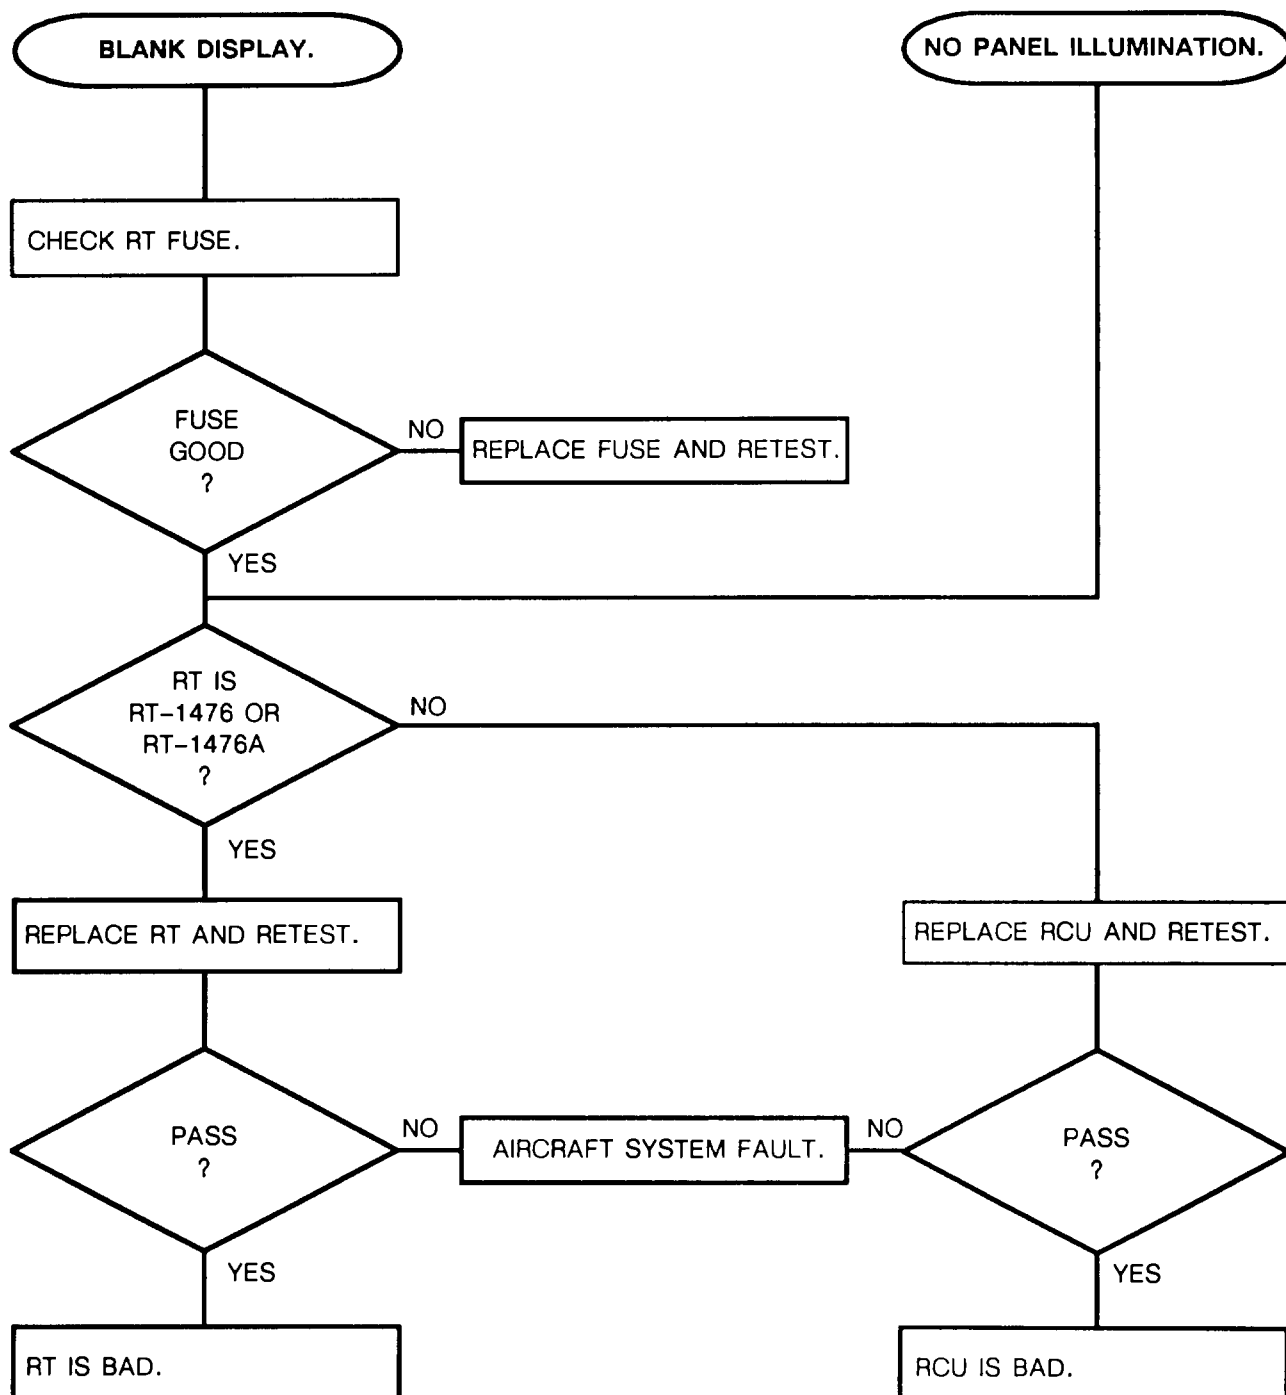 BLANK DISPLAY.
NO PANEL ILLUMINATION.
CHECK RT FUSE.
FUSE
GOOD
?
NO
REPLACE FUSE AND RETEST.
YES
RT IS
RT-1476 OR
RT-1476A
?
NO
YES
REPLACE RT AND RETEST.
REPLACE RCU AND RETEST.
PASS
?
NO
AIRCRAFT SYSTEM FAULT.
NO
PASS
?
YES
YES
RT IS BAD.
RCU IS BAD.